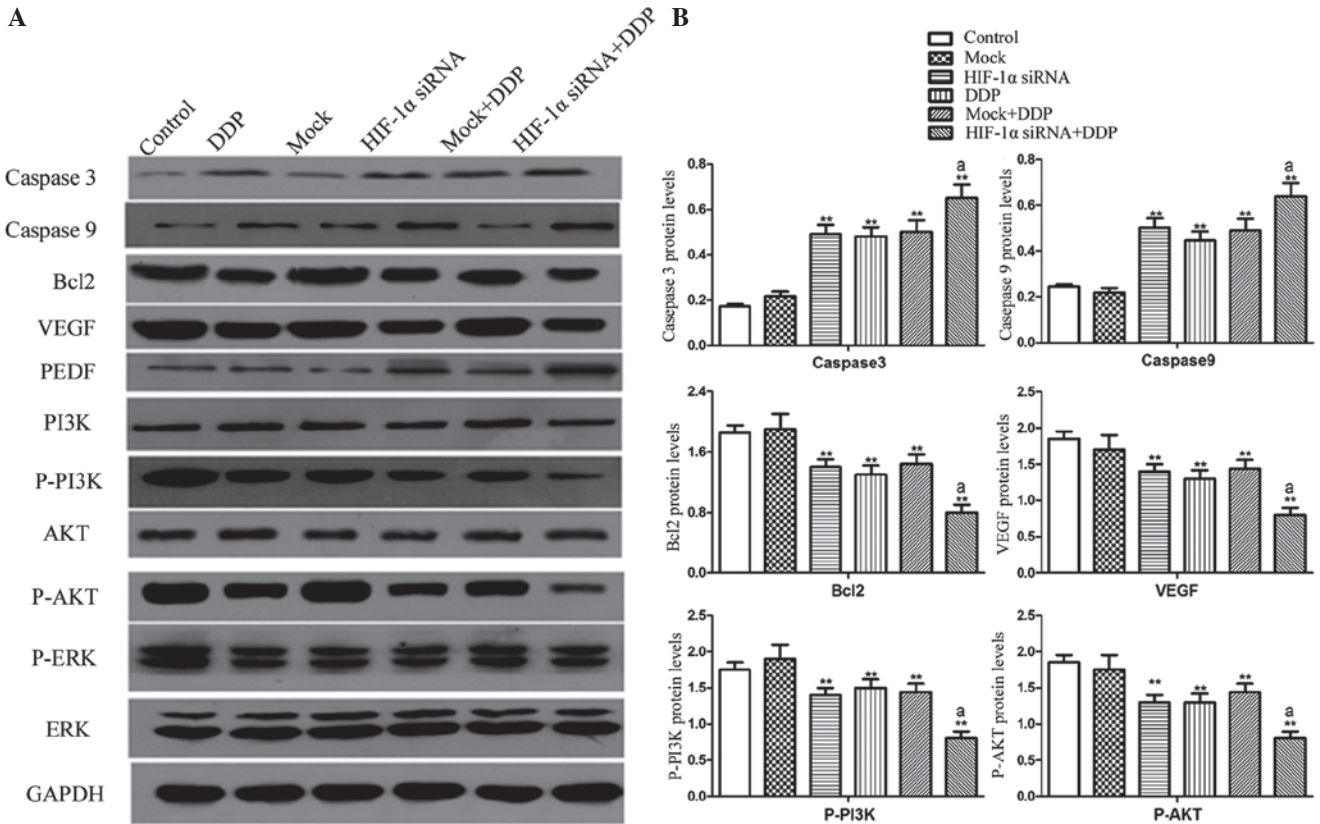 A
Control
DDP
Mock
HIF-1α siRNA
Mock+DDP
HIF-1α siRNA+DDP
Caspase 3
Caspase 9
Bcl2
VEGF
PEDF
PI3K
P-PI3K
AKT
P-AKT
P-ERK
ERK
GAPDH
B
Control
Mock
HIF-1α siRNA
DDP
Mock+DDP
HIF-1α siRNA+DDP
Casepase 3 protein levels
0.8
0.6
0.4
0.2
0.0
**
**
**
a
**
Caspase3
Casepase 9 protein levels
0.8
0.6
0.4
0.2
0.0
**
**
**
a
**
Caspase9
Bcl2 protein levels
2.4
1.6
0.8
0.0
**
**
**
a
**
Bcl2
VEGF protein levels
2.5
2.0
1.5
1.0
0.5
0.0
**
**
**
a
**
VEGF
P-PI3K protein levels
2.5
2.0
1.5
1.0
0.5
0.0
**
**
**
a
**
P-PI3K
P-AKT protein levels
2.5
2.0
1.5
1.0
0.5
0.0
**
**
**
a
**
P-AKT